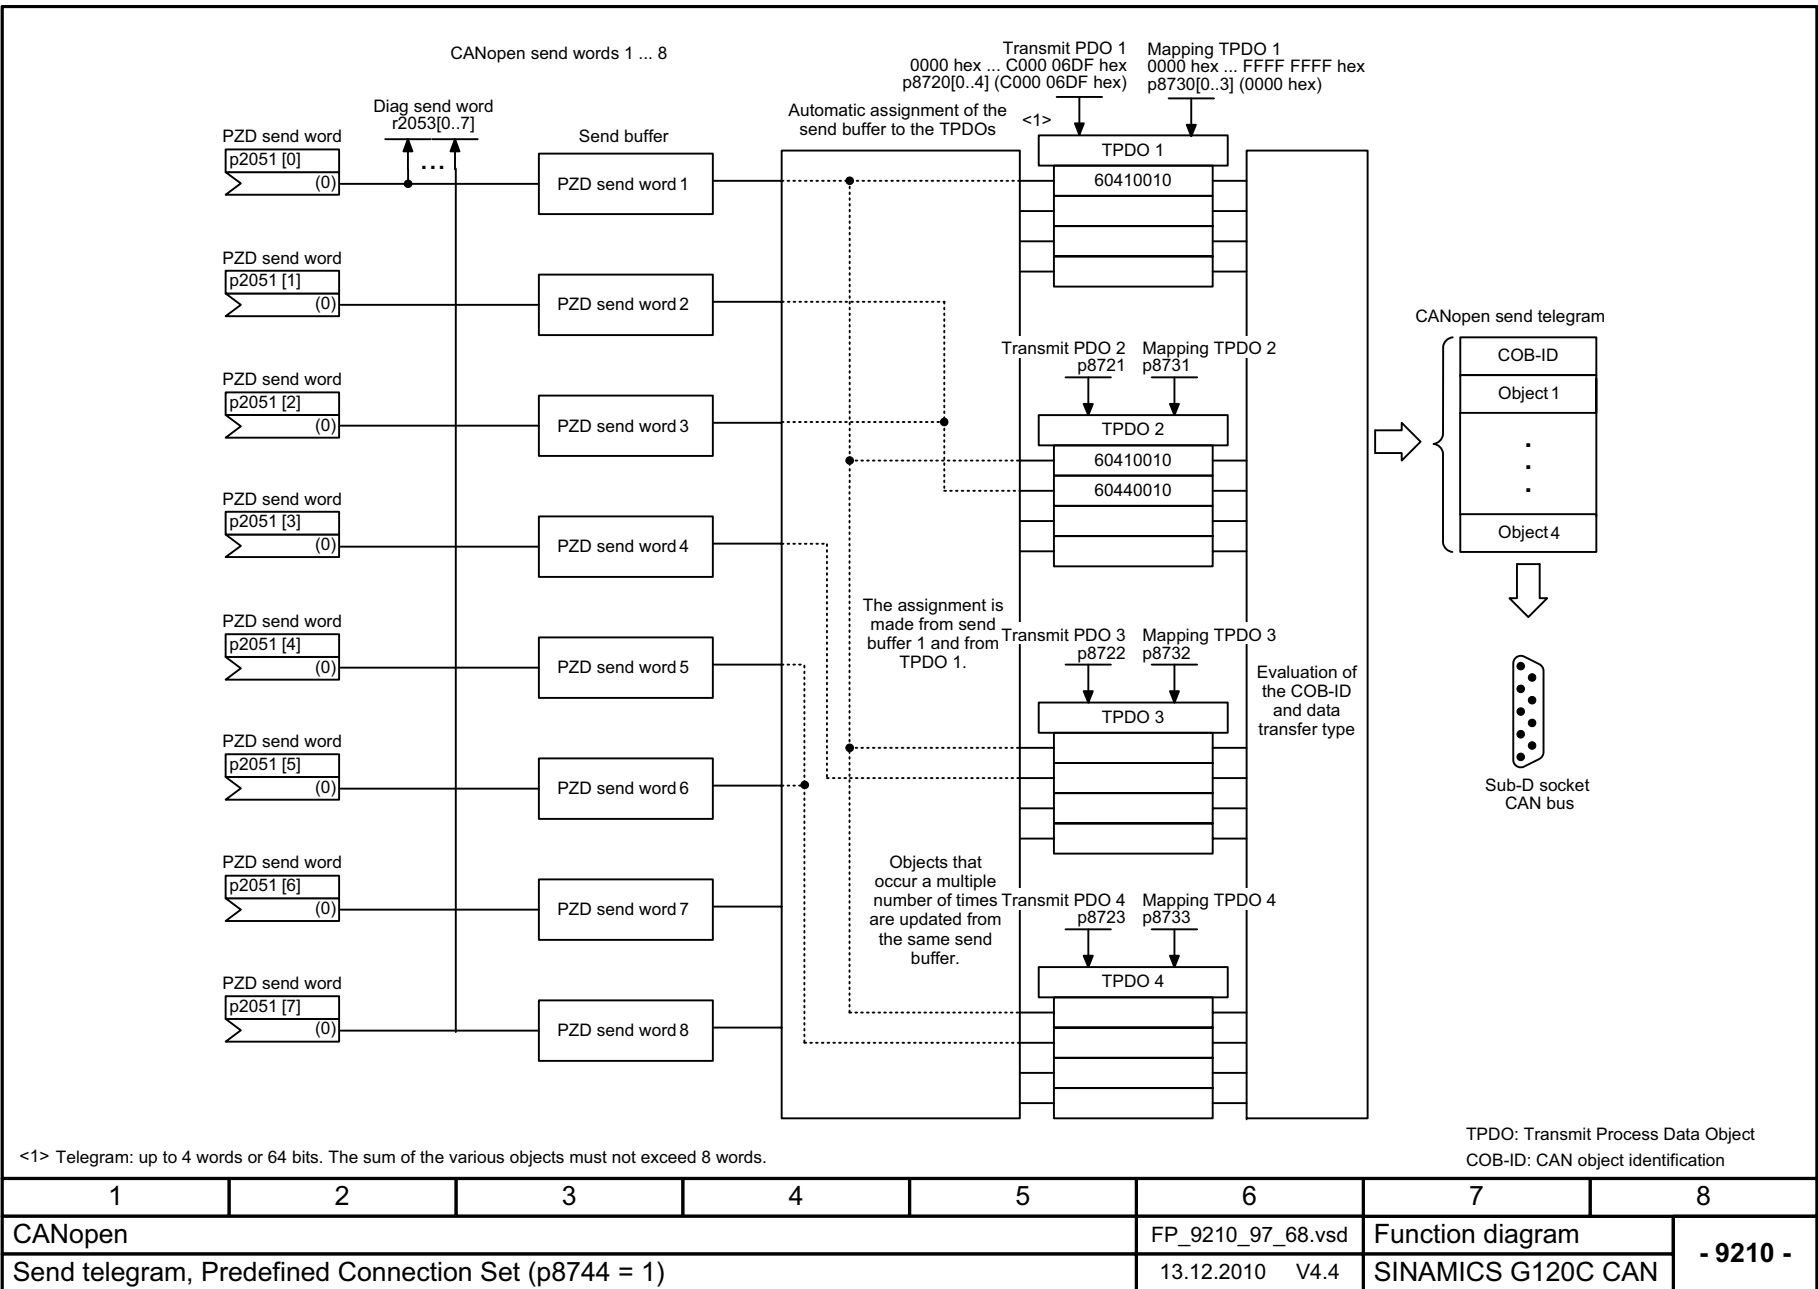 CANopen send words 1 ... 8
Transmit PDO 1
0000 hex ... C000 06DF hex
p8720[0..4] (C000 06DF hex)
Mapping TPDO 1
0000 hex ... FFFF FFFF hex
p8730[0..3] (0000 hex)
Diag send word
r2053[0..7]
Automatic assignment of the
send buffer to the TPDOs
<1>
Send buffer
PZD send word
p2051 [0]
(0)
...
PZD send word 1
TPDO 1
60410010
PZD send word
p2051 [1]
(0)
PZD send word 2
PZD send word
p2051 [2]
(0)
PZD send word 3
Transmit PDO 2
p8721
Mapping TPDO 2
p8731
TPDO 2
60410010
60440010
PZD send word
p2051 [3]
(0)
PZD send word 4
The assignment is
made from send
buffer 1 and from
TPDO 1.
PZD send word
p2051 [4]
(0)
PZD send word 5
Transmit PDO 3
p8722
Mapping TPDO 3
p8732
TPDO 3
Evaluation of
the COB-ID
and data
transfer type
PZD send word
p2051 [5]
(0)
PZD send word 6
PZD send word
p2051 [6]
(0)
PZD send word 7
Objects that
occur a multiple
number of times
are updated from
the same send
buffer.
Transmit PDO 4
p8723
Mapping TPDO 4
p8733
TPDO 4
PZD send word
p2051 [7]
(0)
PZD send word 8
CANopen send telegram
COB-ID
Object 1
.
.
.
Object 4
Sub-D socket
CAN bus
TPDO: Transmit Process Data Object
COB-ID: CAN object identification
<1> Telegram: up to 4 words or 64 bits. The sum of the various objects must not exceed 8 words.
1 2 3 4 5 6 7 8
CANopen
FP_9210_97_68.vsd
Function diagram
- 9210 -
Send telegram, Predefined Connection Set (p8744 = 1)
13.12.2010 V4.4
SINAMICS G120C CAN